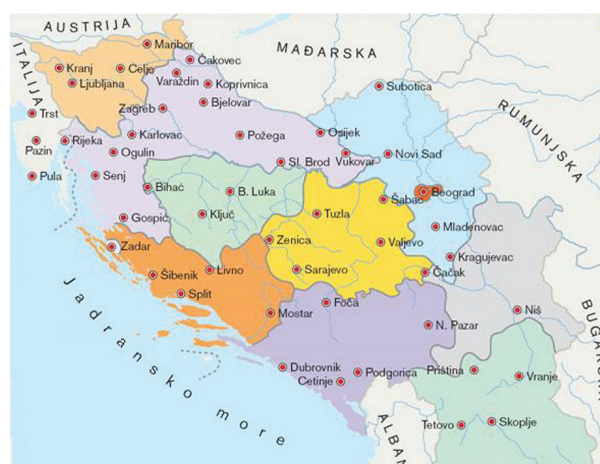 AUSTRIJA
MAĐARSKA
ITALIJA
RUMUNJSKA
Maribor
Čakovec
Kranj
Celje
Varaždin
Koprivnica
Ljubljana
Subotica
Bjelovar
Zagreb
Trst
Karlovac
Požega
Osijek
Pazin
Rijeka
Ogulin
Sl. Brod
Vukovar
Novi Sad
Pula
Senj
Bihać
B. Luka
Šabac
Beograd
Gospić
Ključ
Tuzla
Mladenovac
Zadar
Zenica
Valjevo
Kragujevac
Šibenik
Livno
Sarajevo
Čačak
Split
Foča
Mostar
Niš
N. Pazar
BUGARSKA
Jadransko more
Dubrovnik
Podgorica
Priština
Vranje
Cetinje
ALBAN
Tetovo
Skoplje